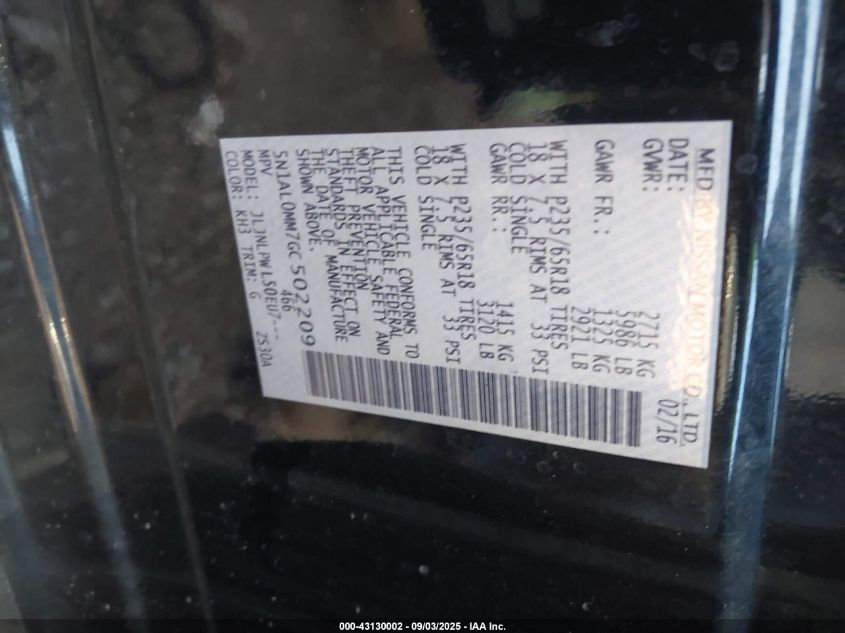 MFD BY NISSAN MOTOR CO., LTD.
DATE: 02/16
GVWR: 2715 KG
5986 LB
GAWR FR.: 1325 KG
2921 LB
WITH P235/65R18 TIRES
18 X 7.5 RIMS AT 33 PSI
COLD SINGLE
GAWR RR.: 1415 KG
3120 LB
WITH P235/65R18 TIRES
18 X 7.5 RIMS AT 33 PSI
COLD SINGLE
THIS VEHICLE CONFORMS TO
ALL APPLICABLE FEDERAL
MOTOR VEHICLE SAFETY AND
THEFT PREVENTION
STANDARDS IN EFFECT ON
THE DATE OF MANUFACTURE
SHOWN ABOVE.
5N1AL0MM7GC502209
MPV 466
MODEL: JLJNLPWL50EU7---
COLOR: KH3 TRIM: G ZS30A
000-43130002 - 09/03/2025 - IAA Inc.